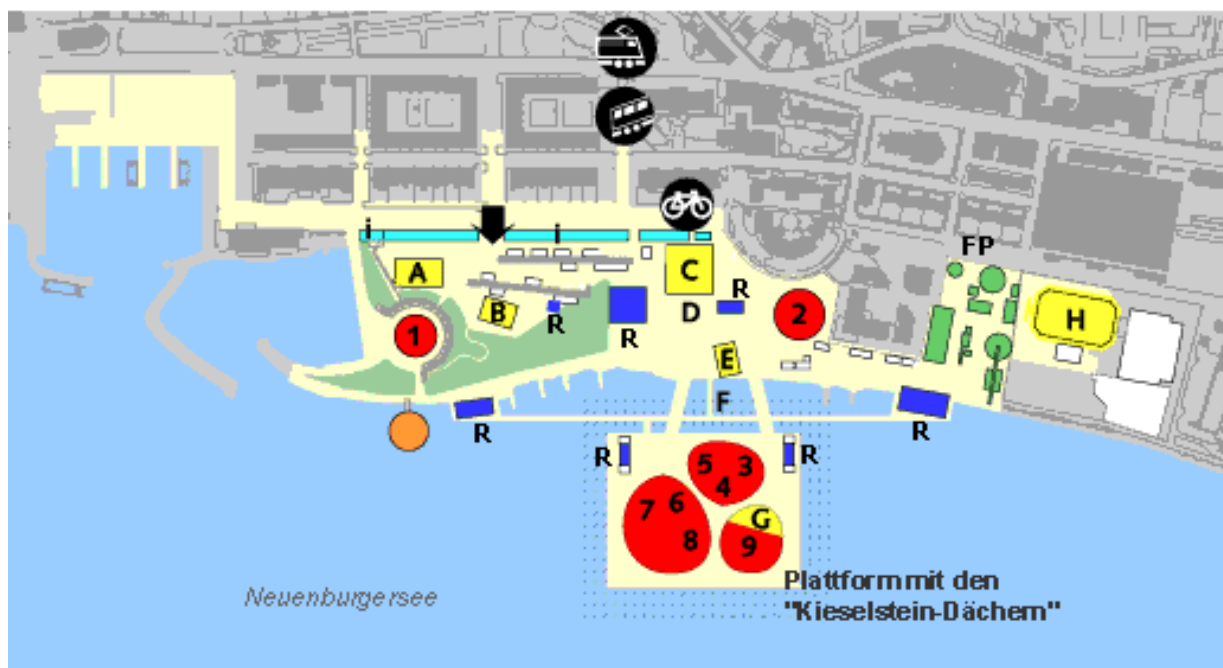 i
i
FP
A
C
R
B
R
R
D
2
H
1
E
F
R
R
R
R
5
3
4
7
6
G
8
9
Plattform mit den
"Kieselstein-Dächern"
Neuenburgersee